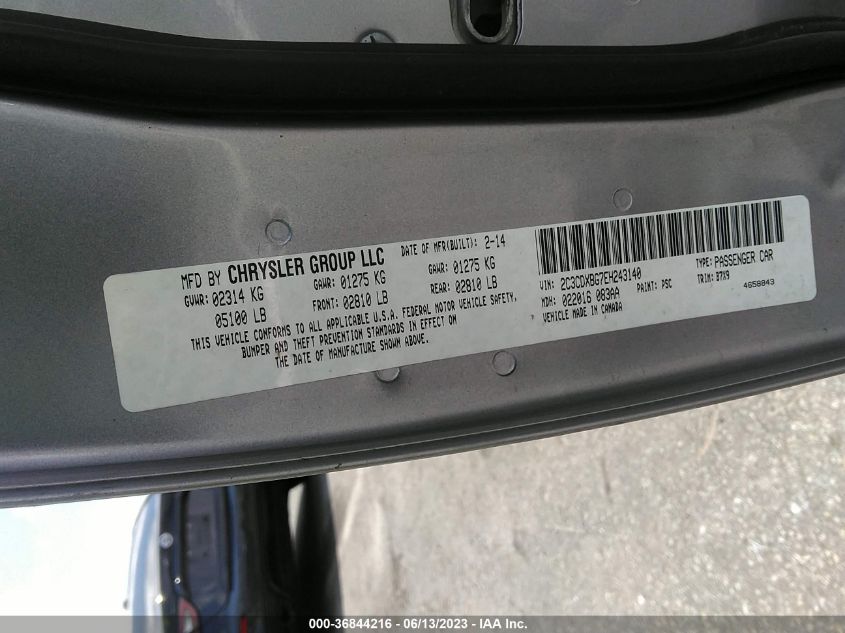 MFD BY CHRYSLER GROUP LLC DATE OF MFR(BUILT): 2-14
GVWR: 02314 KG GAWR: 01275 KG GAWR: 01275 KG
05100 LB FRONT: 02810 LB REAR: 02810 LB
THIS VEHICLE CONFORMS TO ALL APPLICABLE U.S.A. FEDERAL MOTOR VEHICLE SAFETY,
BUMPER AND THEFT PREVENTION STANDARDS IN EFFECT ON
THE DATE OF MANUFACTURE SHOWN ABOVE.
VIN: 2C3CDXBG7EH243140 TYPE: PASSENGER CAR
MDH: 022016 063AA PAINT: PSC TRIM: B7X9
VEHICLE MADE IN CANADA 4658843
000-36844216 - 06/13/2023 - IAA Inc.